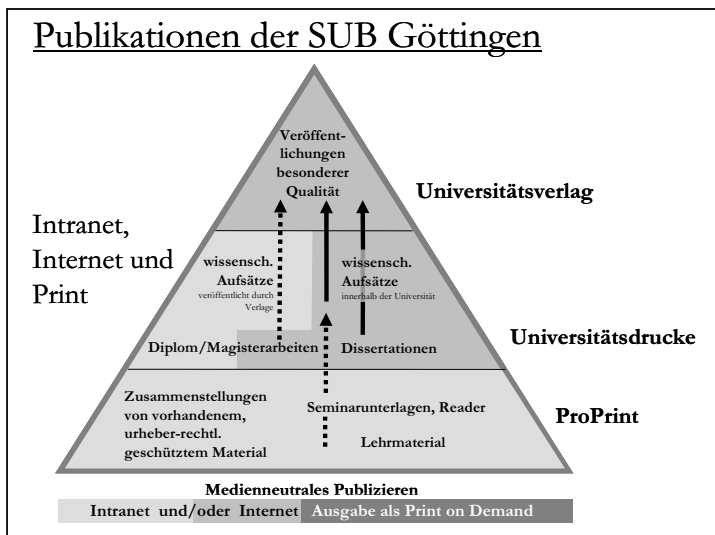 Publikationen der SUB Göttingen
Veröffent-
lichungen
besonderer
Qualität
Universitätsverlag
Intranet,
Internet und
Print
wissensch.
Aufsätze
veröffentlicht durch
Verlage
wissensch.
Aufsätze
innerhalb der Universität
Universitätsdrucke
Diplom/Magisterarbeiten
Dissertationen
Zusammenstellungen
von vorhandenem,
urheber-rechtl.
geschütztem Material
Seminarunterlagen, Reader
Lehrmaterial
ProPrint
Medienneutrales Publizieren
Intranet und/oder Internet
Ausgabe als Print on Demand